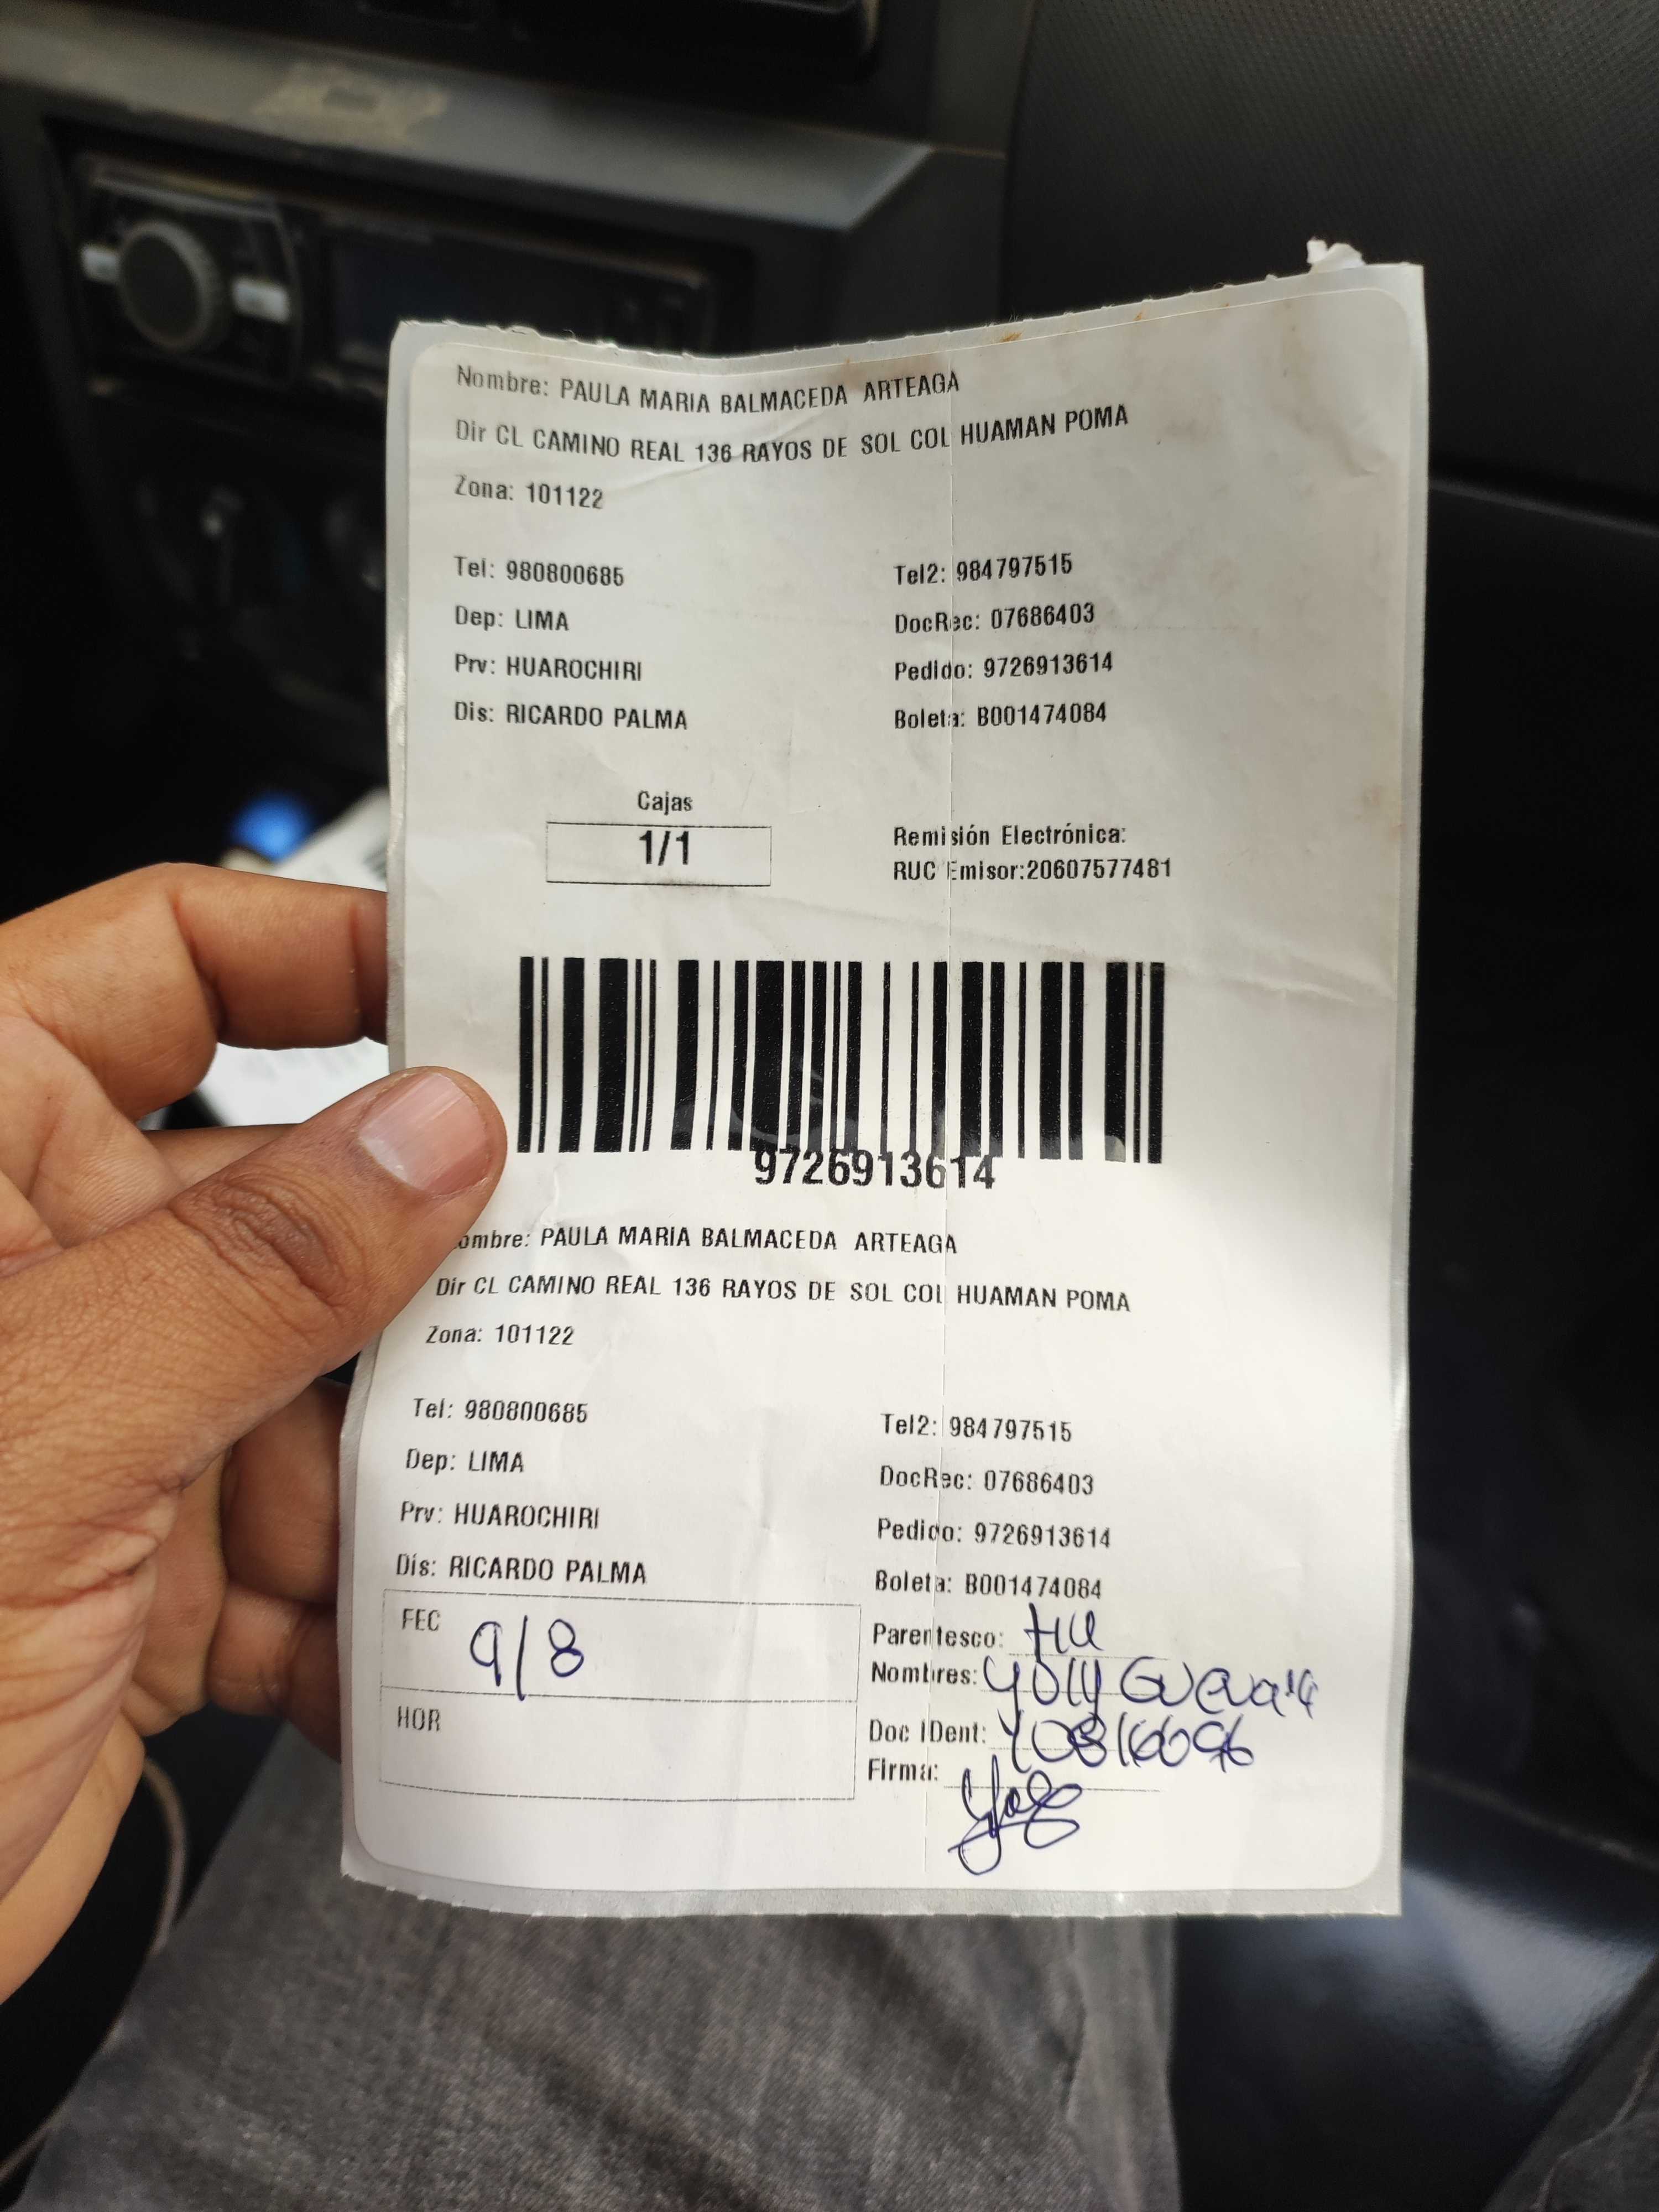 Nombre: PAULA MARIA BALMACEDA ARTEAGA
Dir CL CAMINO REAL 136 RAYOS DE SOL COL HUAMAN POMA
Zona: 101122
Tel: 980800685 Tel2: 984797515
Dep: LIMA DocRec: 07686403
Prv: HUAROCHIRI Pedido: 9726913614
Dis: RICARDO PALMA Boleta: B001474084
Cajas
1/1
Remisión Electrónica:
RUC Emisor:20607577481
9726913614
ombre: PAULA MARIA BALMACEDA ARTEAGA
Dir CL CAMINO REAL 136 RAYOS DE SOL COL HUAMAN POMA
Zona: 101122
Tel: 980800685 Tel2: 984797515
Dep: LIMA DocRec: 07686403
Prv: HUAROCHIRI Pedido: 9726913614
Dis: RICARDO PALMA Boleta: B001474084
FEC 9/8
HOR
Parentesco:
Nombres: Yolly Guevara
Doc IDent:
Firma: